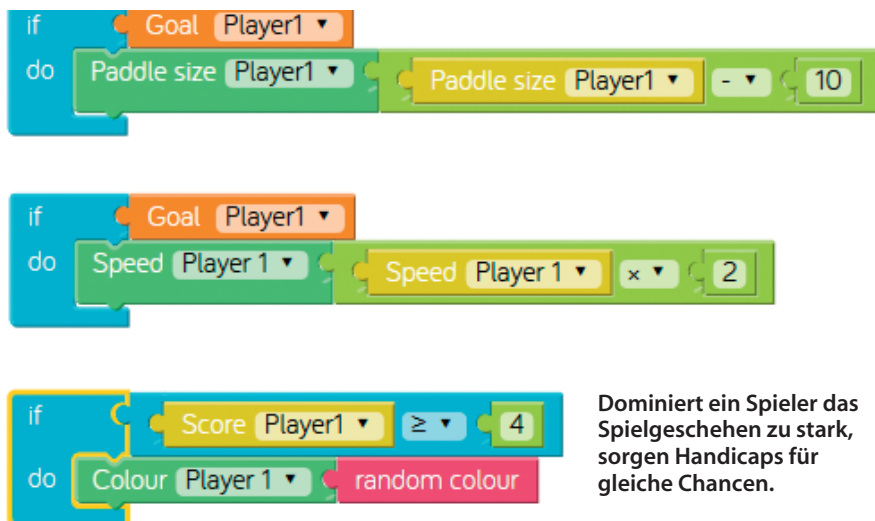 if Goal Player1 ▾
do Paddle size Player1 ▾ Paddle size Player1 ▾ - ▾ 10
if Goal Player1 ▾
do Speed Player 1 ▾ Speed Player 1 ▾ × ▾ 2
if Score Player1 ▾ ≥ ▾ 4
do Colour Player 1 ▾ random colour
Dominiert ein Spieler das
Spielgeschehen zu stark,
sorgen Handicaps für
gleiche Chancen.